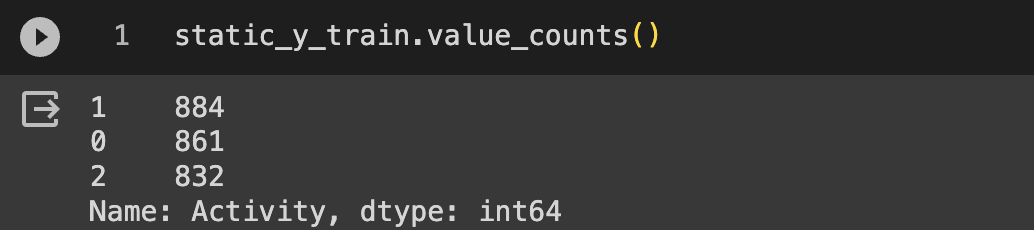 1 static_y_train.value_counts()
1 884
0 861
2 832
Name: Activity, dtype: int64